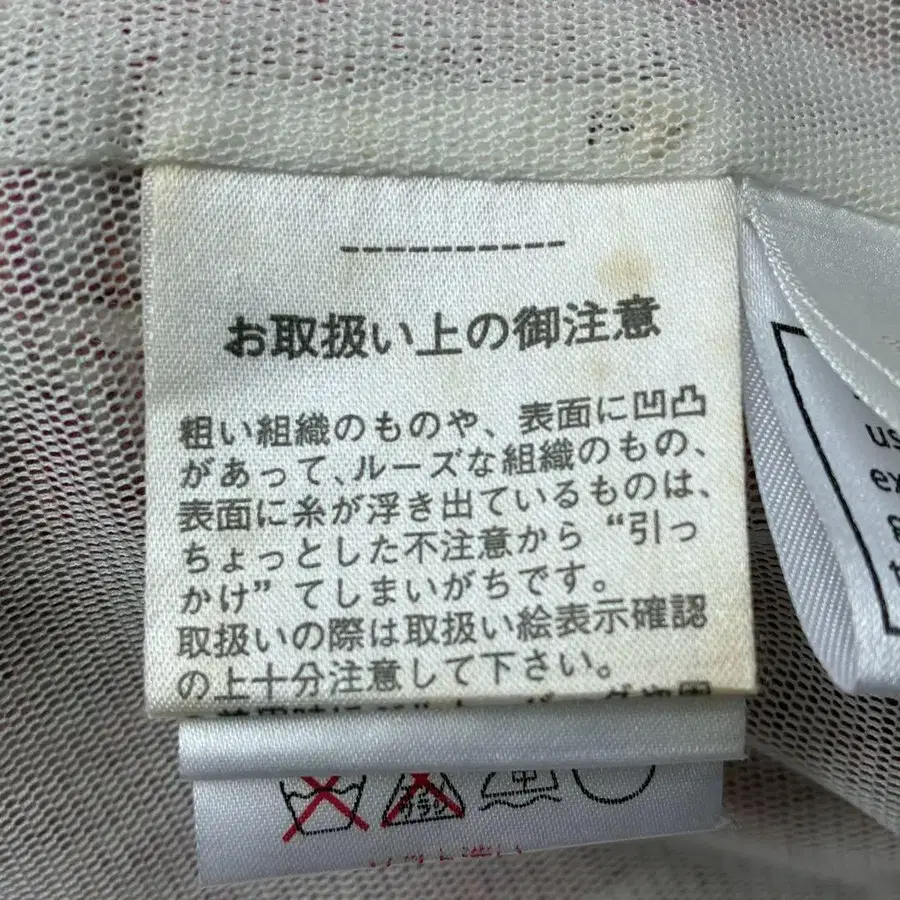 お取扱い上の御注意
粗い組織のものや、表面に凹凸
があって、ルーズな組織のもの、
表面に糸が浮き出ているものは、
ちょっとした不注意から“引っ
かけ”てしまいがちです。
取扱いの際は取扱い絵表示確認
の上十分注意して下さい。
us
ex
g
t